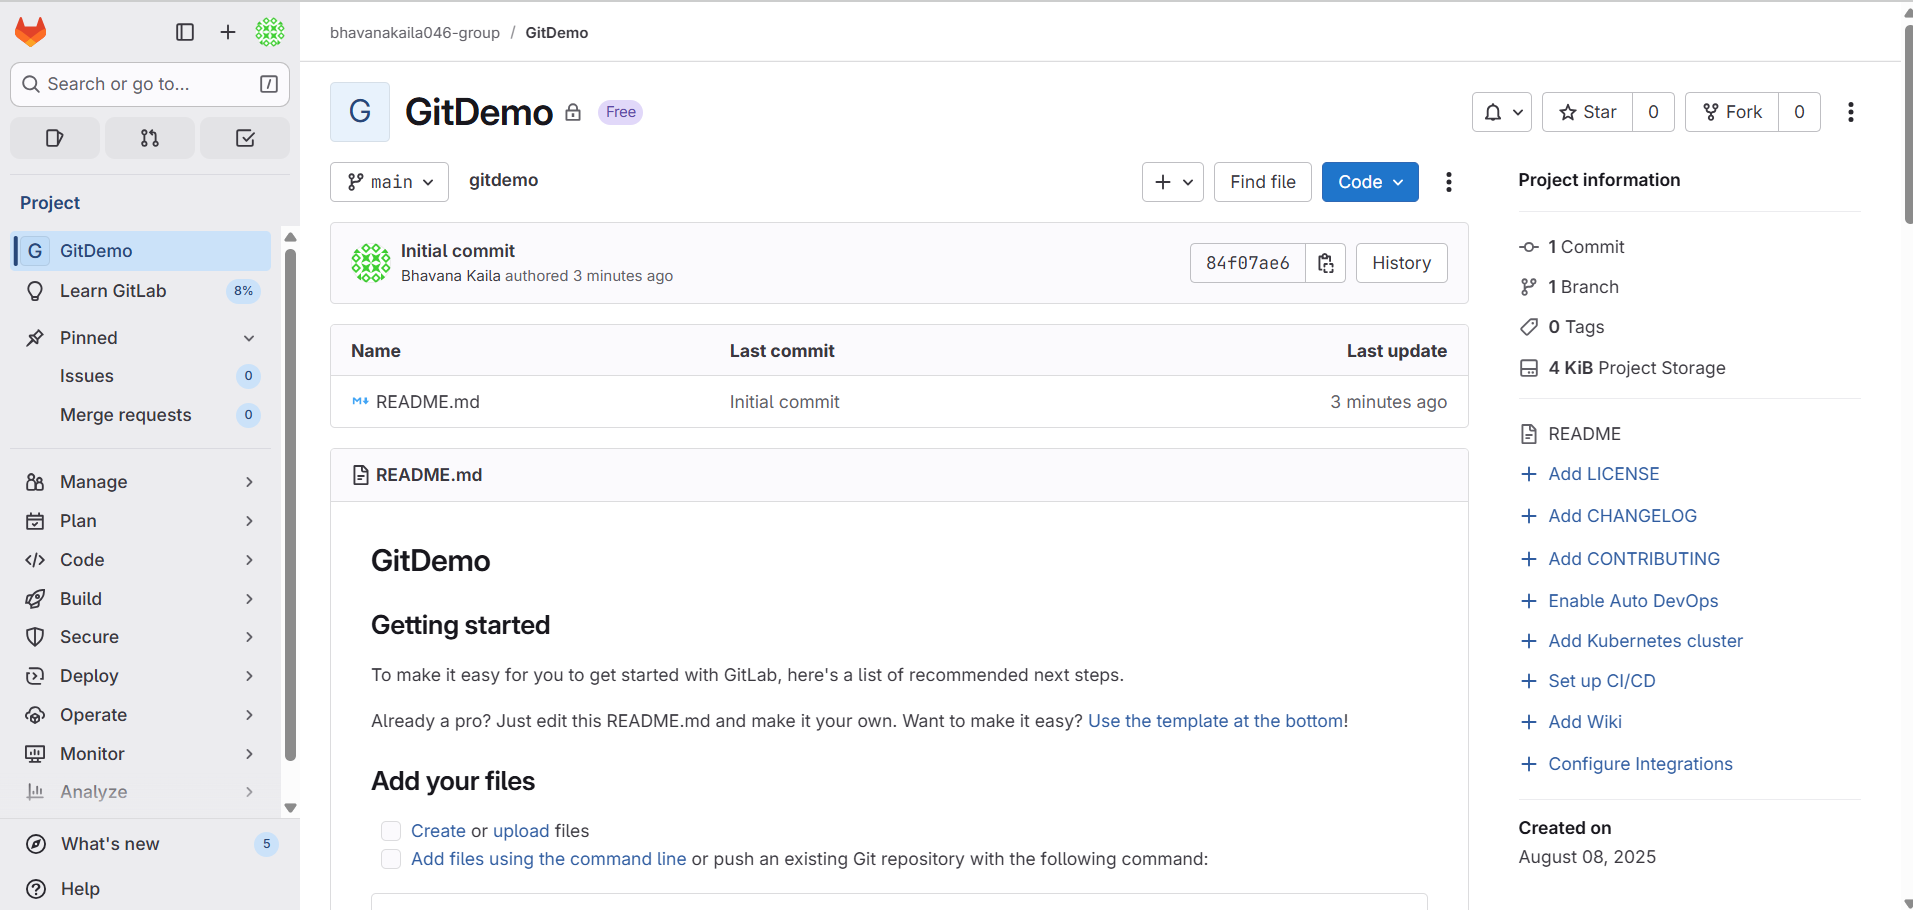 bhavanakaila046-group / GitDemo
Search or go to... /
Project
G GitDemo
Learn GitLab 8%
Pinned
Issues 0
Merge requests 0
Manage
Plan
Code
Build
Secure
Deploy
Operate
Monitor
Analyze
What's new 5
Help
G GitDemo Free
Star 0 Fork 0
main gitdemo
Find file Code
Initial commit
Bhavana Kaila authored 3 minutes ago
84f07ae6 History
Name Last commit Last update
README.md Initial commit 3 minutes ago
README.md
GitDemo
Getting started
To make it easy for you to get started with GitLab, here's a list of recommended next steps.
Already a pro? Just edit this README.md and make it your own. Want to make it easy? Use the template at the bottom!
Add your files
Create or upload files
Add files using the command line or push an existing Git repository with the following command:
Project information
1 Commit
1 Branch
0 Tags
4 KiB Project Storage
README
Add LICENSE
Add CHANGELOG
Add CONTRIBUTING
Enable Auto DevOps
Add Kubernetes cluster
Set up CI/CD
Add Wiki
Configure Integrations
Created on
August 08, 2025